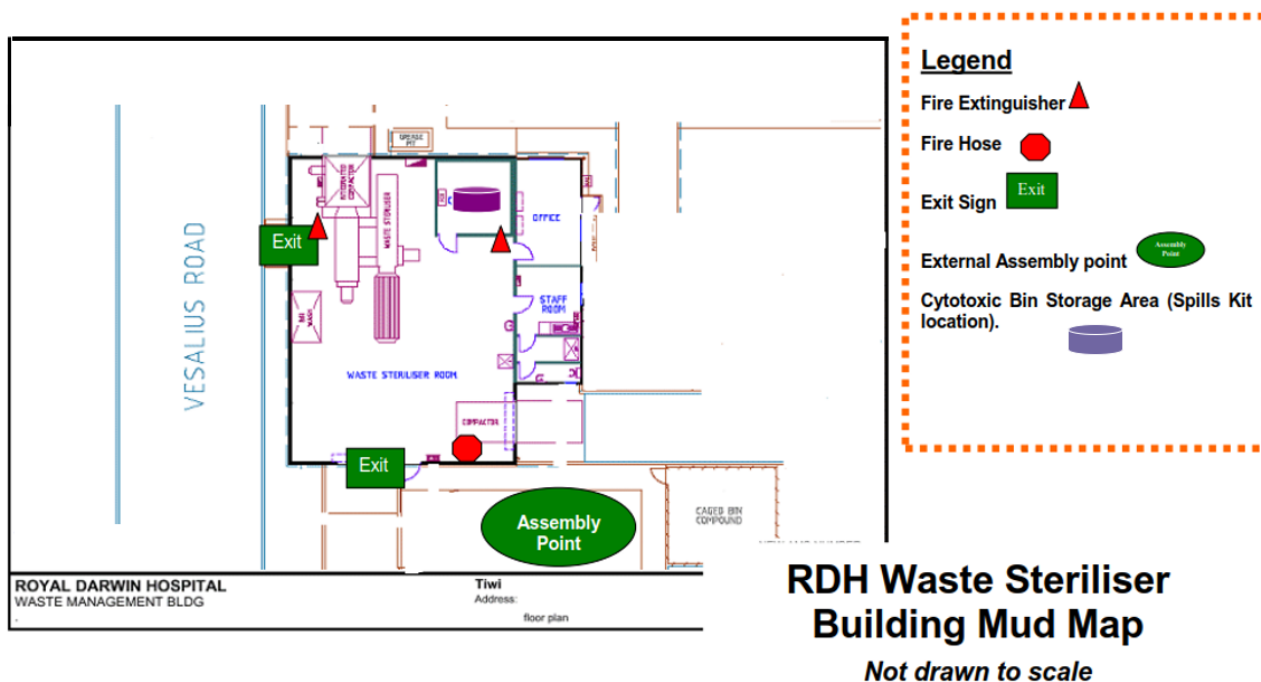 Legend
Fire Extinguisher
Fire Hose
Exit
Exit Sign
Assembly
Point
External Assembly point
Cytotoxic Bin Storage Area (Spills Kit
location).
GREASE
PIT
INTEGRATED
COMPACTOR
WASTE STERILISER
OFFICE
Exit
VESALIUS ROAD
STAFF
ROOM
WASH
WASTE STERILISER ROOM
COMPACTOR
Exit
Assembly
Point
CAGED BIN
COMPOUND
ROYAL DARWIN HOSPITAL
WASTE MANAGEMENT BLDG
Tiwi
Address:
floor plan
RDH Waste Steriliser
Building Mud Map
Not drawn to scale